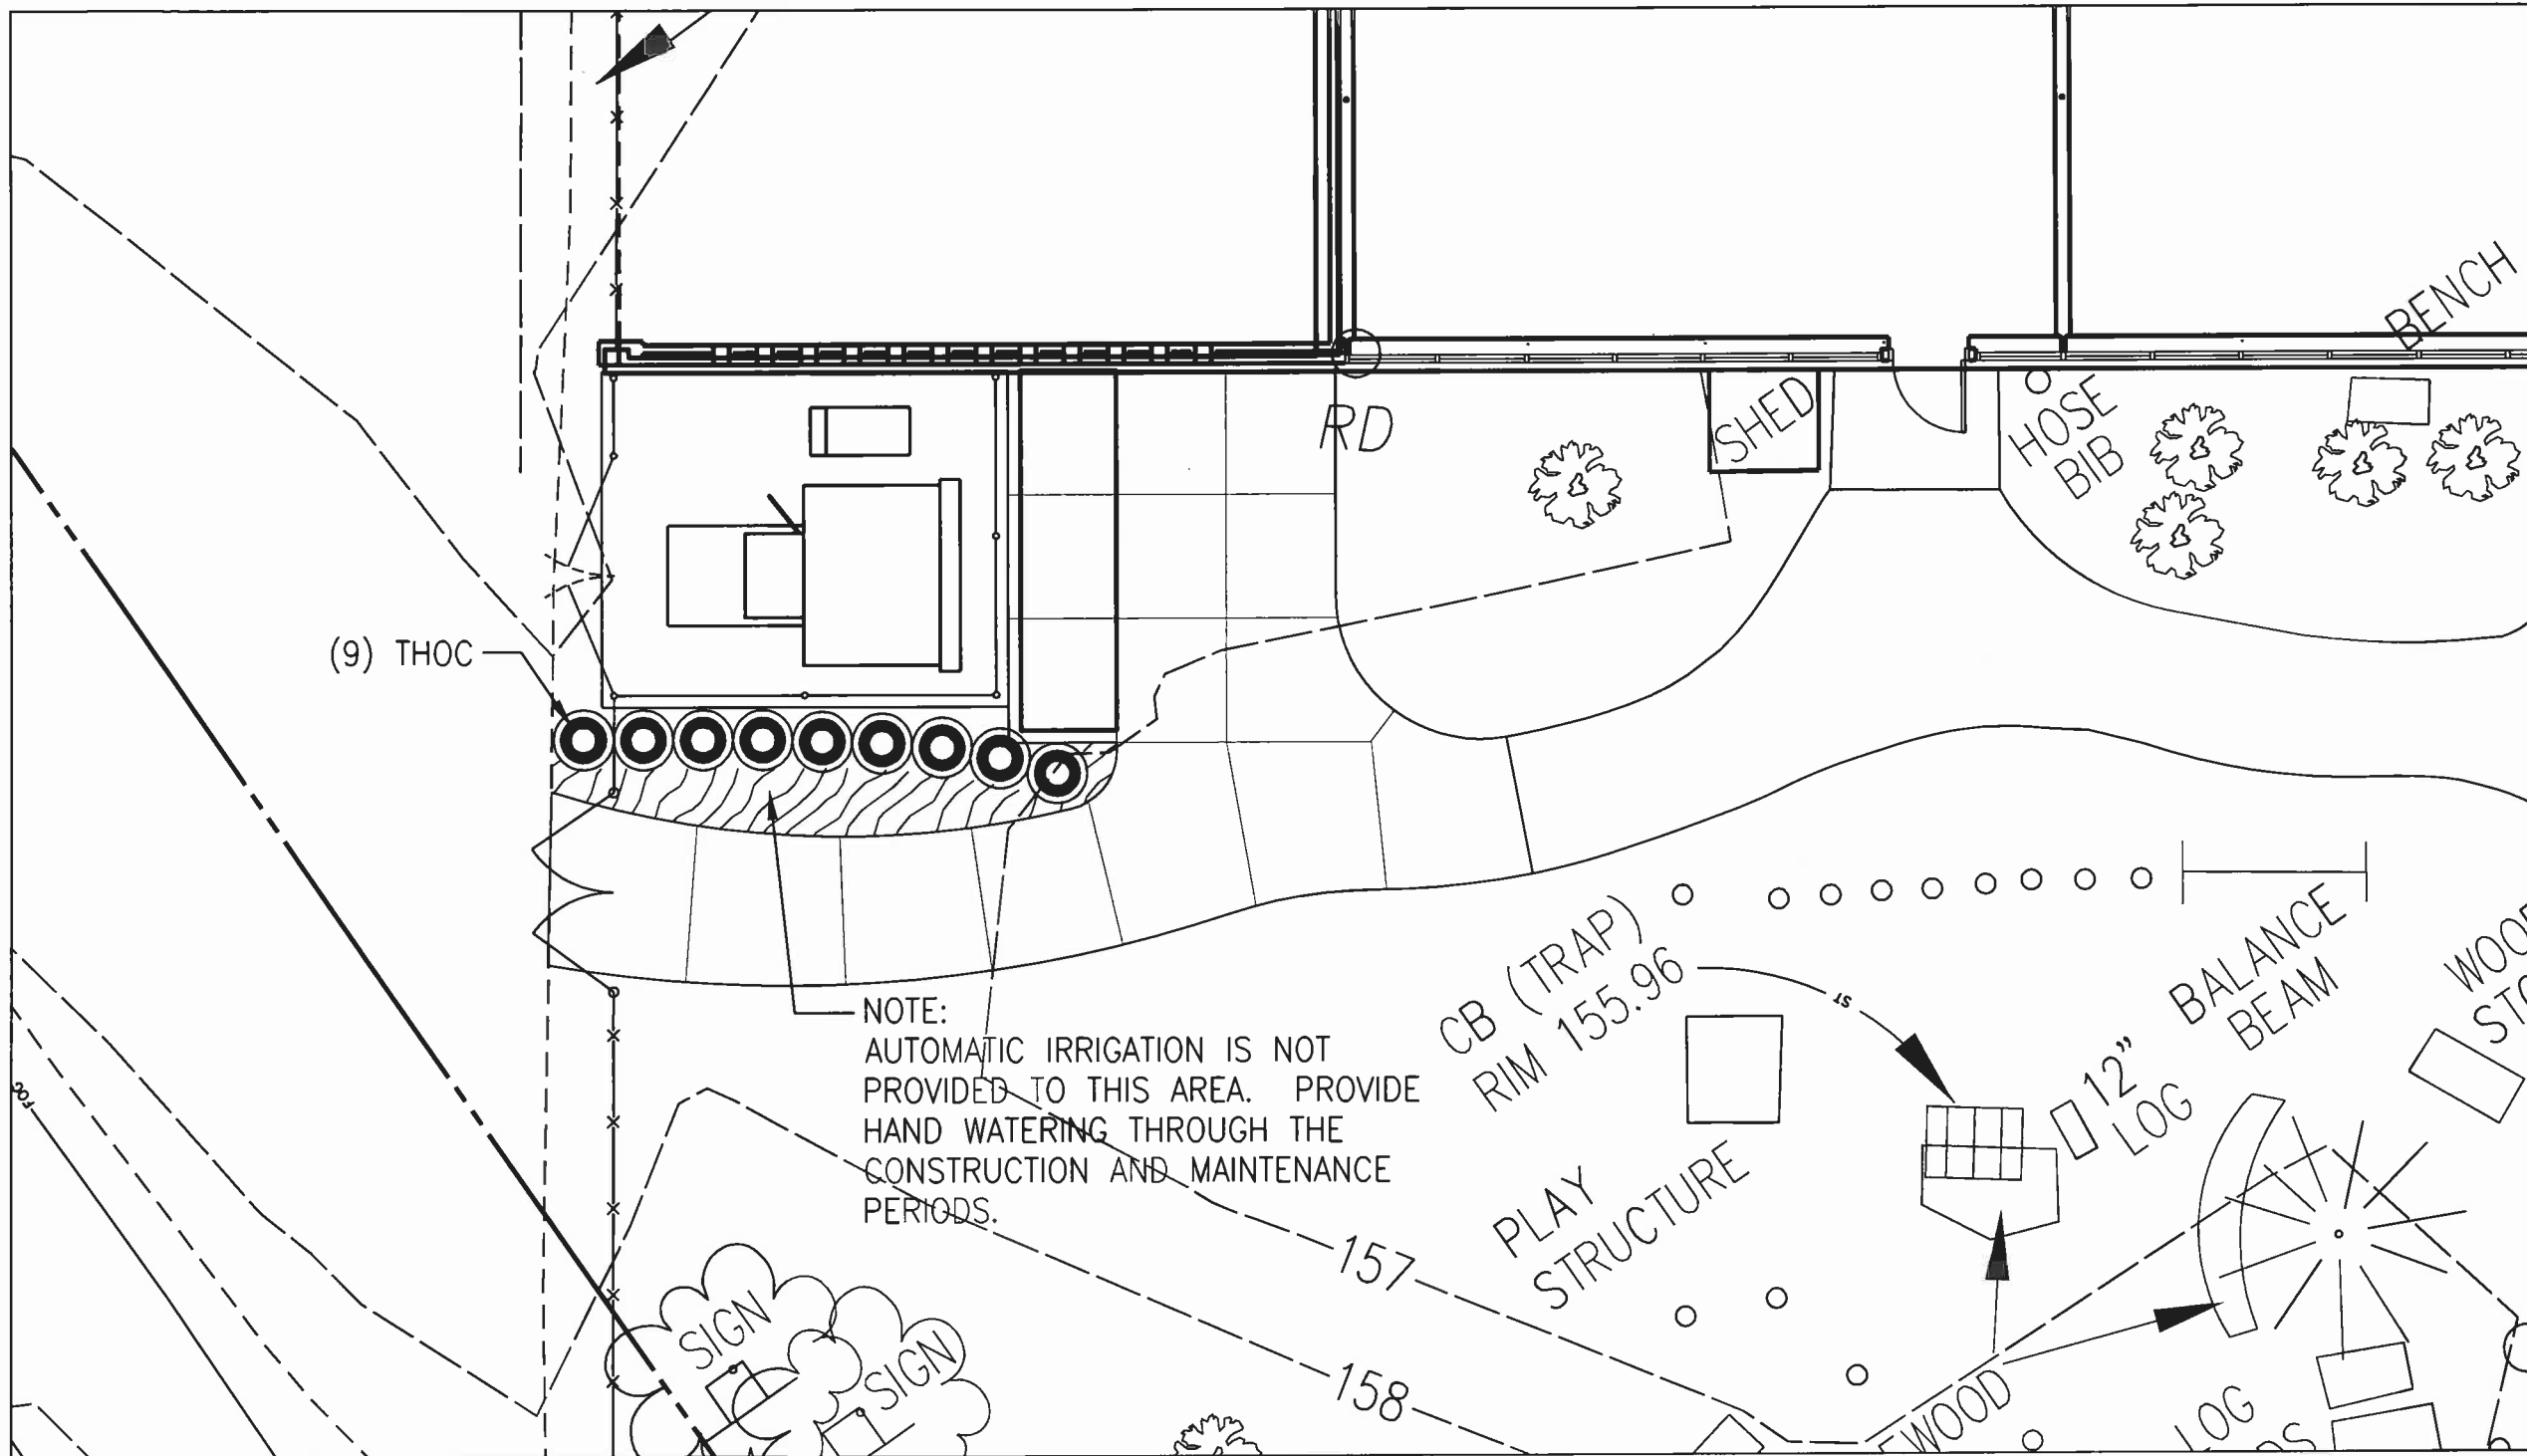 BENCH
RD
SHED
HOSE
BIB
(9) THOC
NOTE:
AUTOMATIC IRRIGATION IS NOT
PROVIDED TO THIS AREA. PROVIDE
HAND WATERING THROUGH THE
CONSTRUCTION AND MAINTENANCE
PERIODS.
CB (TRAP)
RIM 155.96
ST
BALANCE
BEAM
12"
LOG
PLAY
STRUCTURE
157
158
SIGN
SIGN
LOG